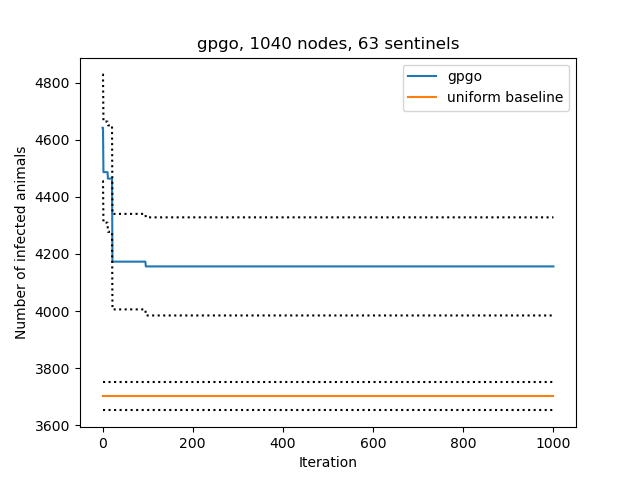 gpgo, 1040 nodes, 63 sentinels
gpgo
uniform baseline
Number of infected animals
4800
4600
4400
4200
4000
3800
3600
0 200 400 600 800 1000
Iteration